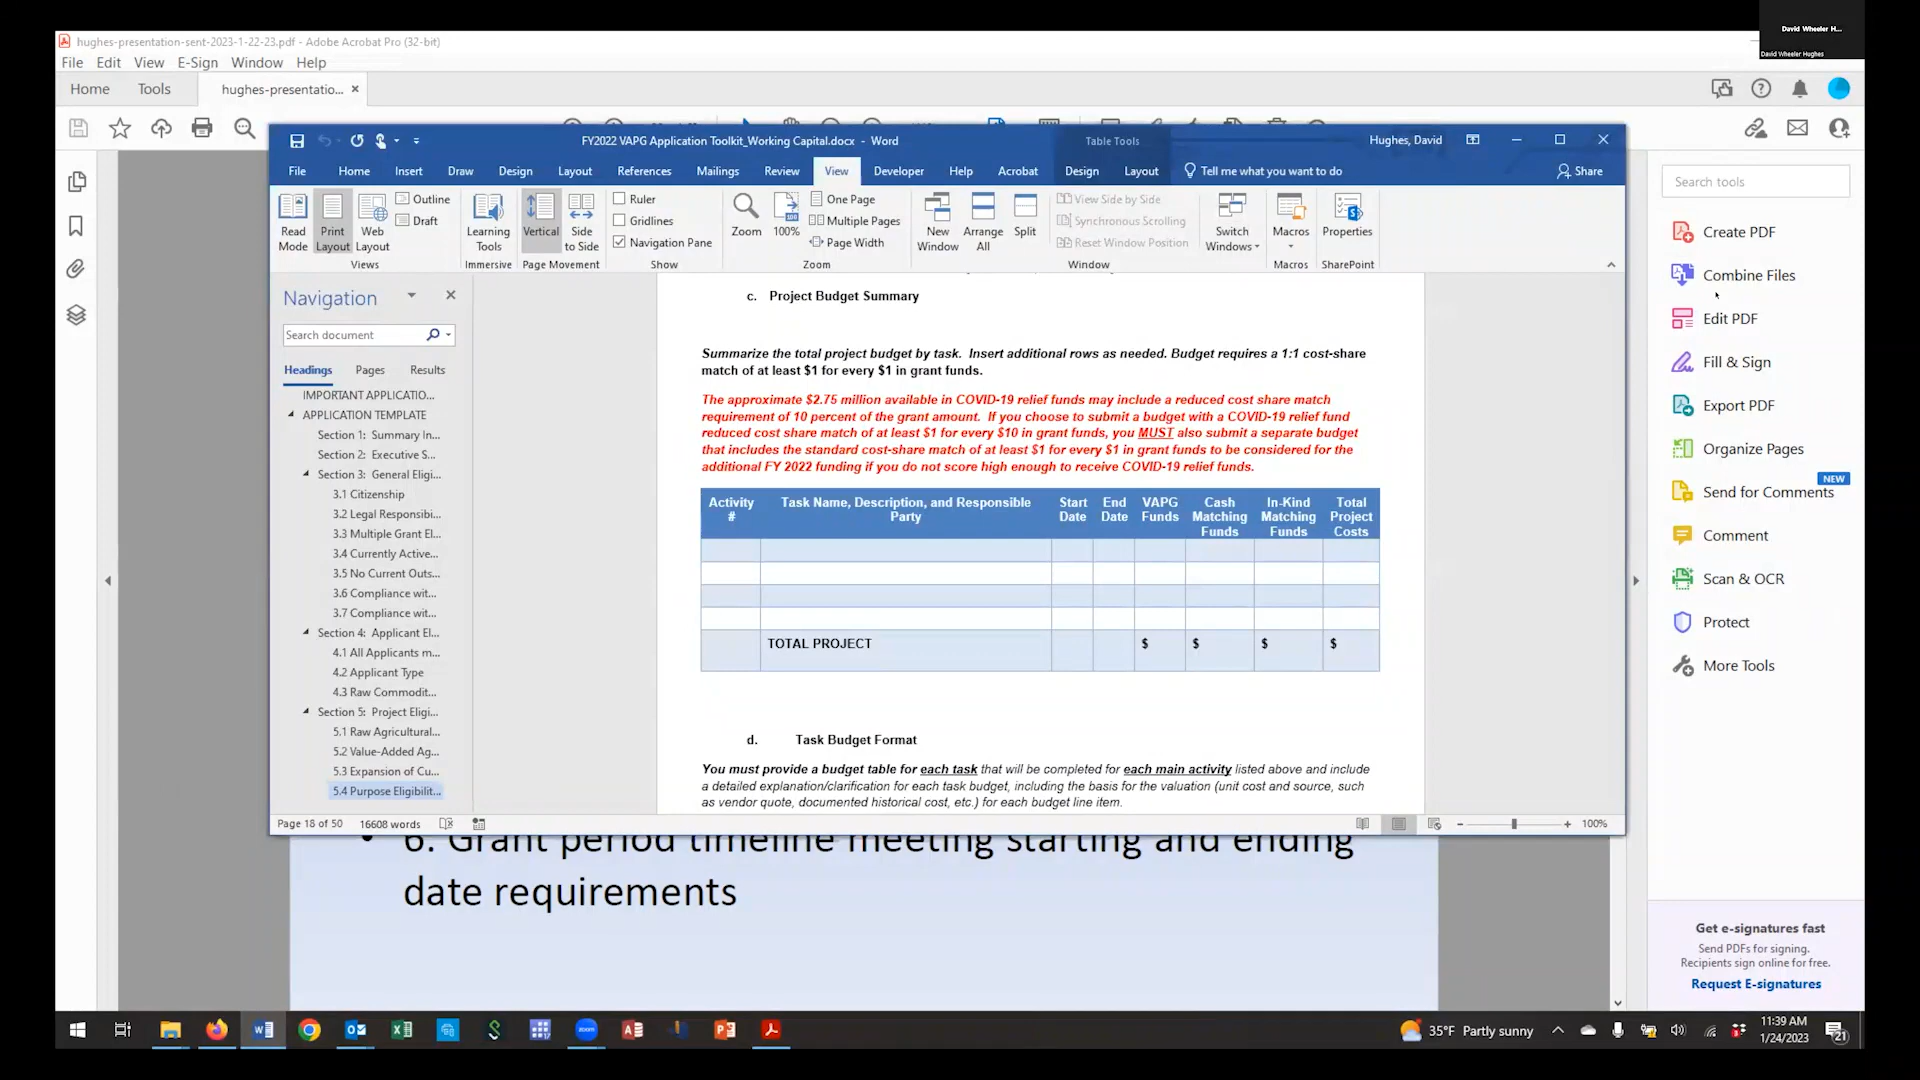 David Wheeler H...
David Wheeler Hughes
hughes-presentation-sent-2023-1-22-23.pdf - Adobe Acrobat Pro (32-bit)
File Edit View E-Sign Window Help
Home Tools hughes-presentatio... ×
FY2022 VAPG Application Toolkit_Working Capital.docx - Word
Table Tools
Hughes, David
File Home Insert Draw Design Layout References Mailings Review View Developer Help Acrobat Design Layout Tell me what you want to do Share
Read Mode
Print Layout
Web Layout
Outline
Draft
Views
Learning Tools
Immersive
Vertical
Side to Side
Page Movement
Ruler
Gridlines
Navigation Pane
Show
Zoom
100%
One Page
Multiple Pages
Page Width
Zoom
New Window
Arrange All
Split
View Side by Side
Synchronous Scrolling
Reset Window Position
Switch Windows
Window
Macros
Macros
Properties
SharePoint
Navigation
Search document
Headings Pages Results
IMPORTANT APPLICATIO...
APPLICATION TEMPLATE
Section 1: Summary In...
Section 2: Executive S...
Section 3: General Eligi...
3.1 Citizenship
3.2 Legal Responsibi...
3.3 Multiple Grant El...
3.4 Currently Active...
3.5 No Current Outs...
3.6 Compliance wit...
3.7 Compliance wit...
Section 4: Applicant El...
4.1 All Applicants m...
4.2 Applicant Type
4.3 Raw Commodit...
Section 5: Project Eligi...
5.1 Raw Agricultural...
5.2 Value-Added Ag...
5.3 Expansion of Cu...
5.4 Purpose Eligibilit...
c. Project Budget Summary
Summarize the total project budget by task. Insert additional rows as needed. Budget requires a 1:1 cost-share
match of at least $1 for every $1 in grant funds.
The approximate $2.75 million available in COVID-19 relief funds may include a reduced cost share match
requirement of 10 percent of the grant amount. If you choose to submit a budget with a COVID-19 relief fund
reduced cost share match of at least $1 for every $10 in grant funds, you MUST also submit a separate budget
that includes the standard cost-share match of at least $1 for every $1 in grant funds to be considered for the
additional FY 2022 funding if you do not score high enough to receive COVID-19 relief funds.
Activity #
Task Name, Description, and Responsible Party
Start Date
End Date
VAPG Funds
Cash Matching Funds
In-Kind Matching Funds
Total Project Costs
TOTAL PROJECT $ $ $ $
d. Task Budget Format
You must provide a budget table for each task that will be completed for each main activity listed above and include
a detailed explanation/clarification for each task budget, including the basis for the valuation (unit cost and source, such
as vendor quote, documented historical cost, etc.) for each budget line item.
Page 18 of 50 16608 words
100%
6. Grant period timeline meeting starting and ending
date requirements
Search tools
Create PDF
Combine Files
Edit PDF
Fill & Sign
Export PDF
Organize Pages
NEW
Send for Comments
Comment
Scan & OCR
Protect
More Tools
Get e-signatures fast
Send PDFs for signing.
Recipients sign online for free.
Request E-signatures
35°F Partly sunny
11:39 AM
1/24/2023
21